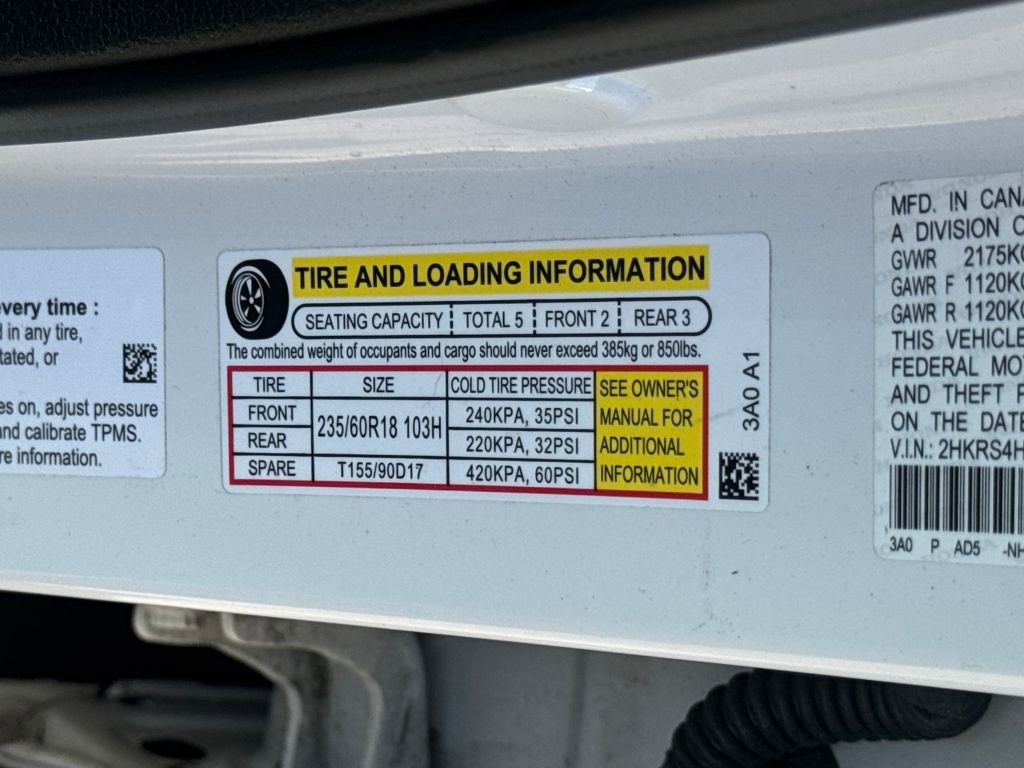 every time :
d in any tire,
tated, or
es on, adjust pressure
and calibrate TPMS.
re information.
TIRE AND LOADING INFORMATION
SEATING CAPACITY TOTAL 5 FRONT 2 REAR 3
The combined weight of occupants and cargo should never exceed 385kg or 850lbs.
TIRE SIZE COLD TIRE PRESSURE SEE OWNER'S
FRONT 235/60R18 103H 240KPA, 35PSI MANUAL FOR
REAR 220KPA, 32PSI ADDITIONAL
SPARE T155/90D17 420KPA, 60PSI INFORMATION
3A0 A1
MFD. IN CANA
A DIVISION O
GVWR 2175KG
GAWR F 1120KG
GAWR R 1120KG
THIS VEHICLE
FEDERAL MOT
AND THEFT P
ON THE DATE
V.I.N.: 2HKRS4H
3A0 P AD5 -NH